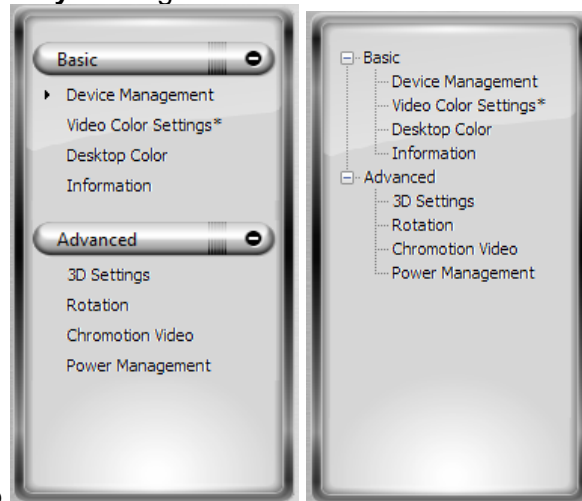 Basic
Device Management
Video Color Settings*
Desktop Color
Information
Advanced
3D Settings
Rotation
Chromotion Video
Power Management
Basic
Device Management
Video Color Settings*
Desktop Color
Information
Advanced
3D Settings
Rotation
Chromotion Video
Power Management